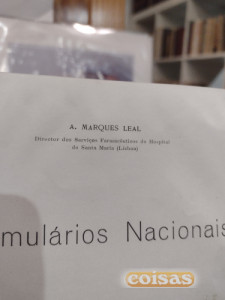 A. MARQUES LEAL
Director dos Serviços Farmacêuticos do Hospital
de Santa Maria (Lisboa)
mulários Nacionais
coisas